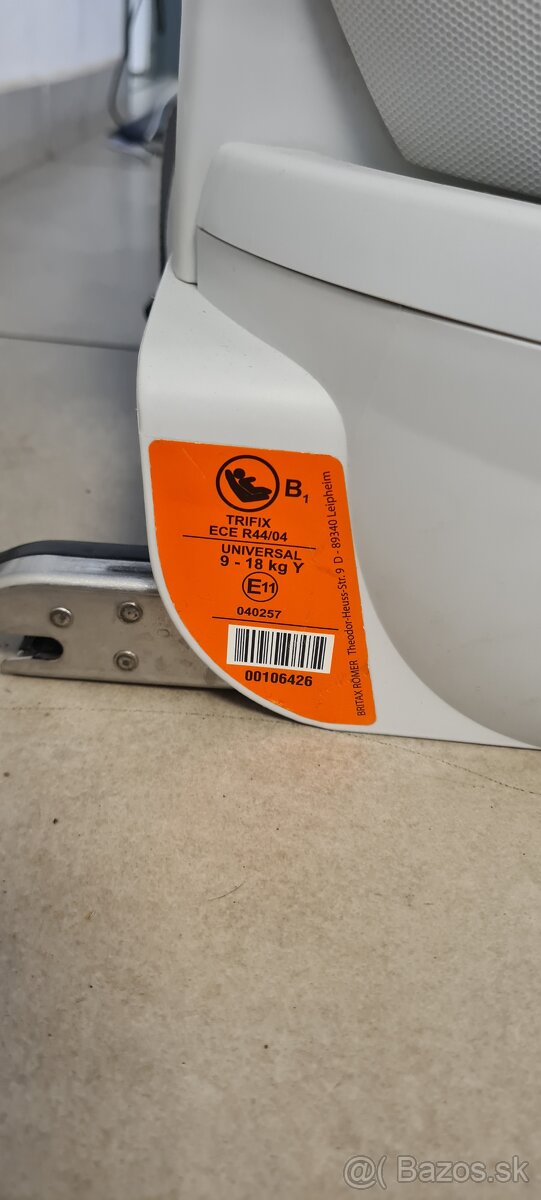 B1
TRIFIX
ECE R44/04
UNIVERSAL
9 - 18 kg Y
E11
040257
00106426
BRITAX RÖMER Theodor-Heuss-Str. 9 D - 89340 Leipheim
@( Bazos.sk